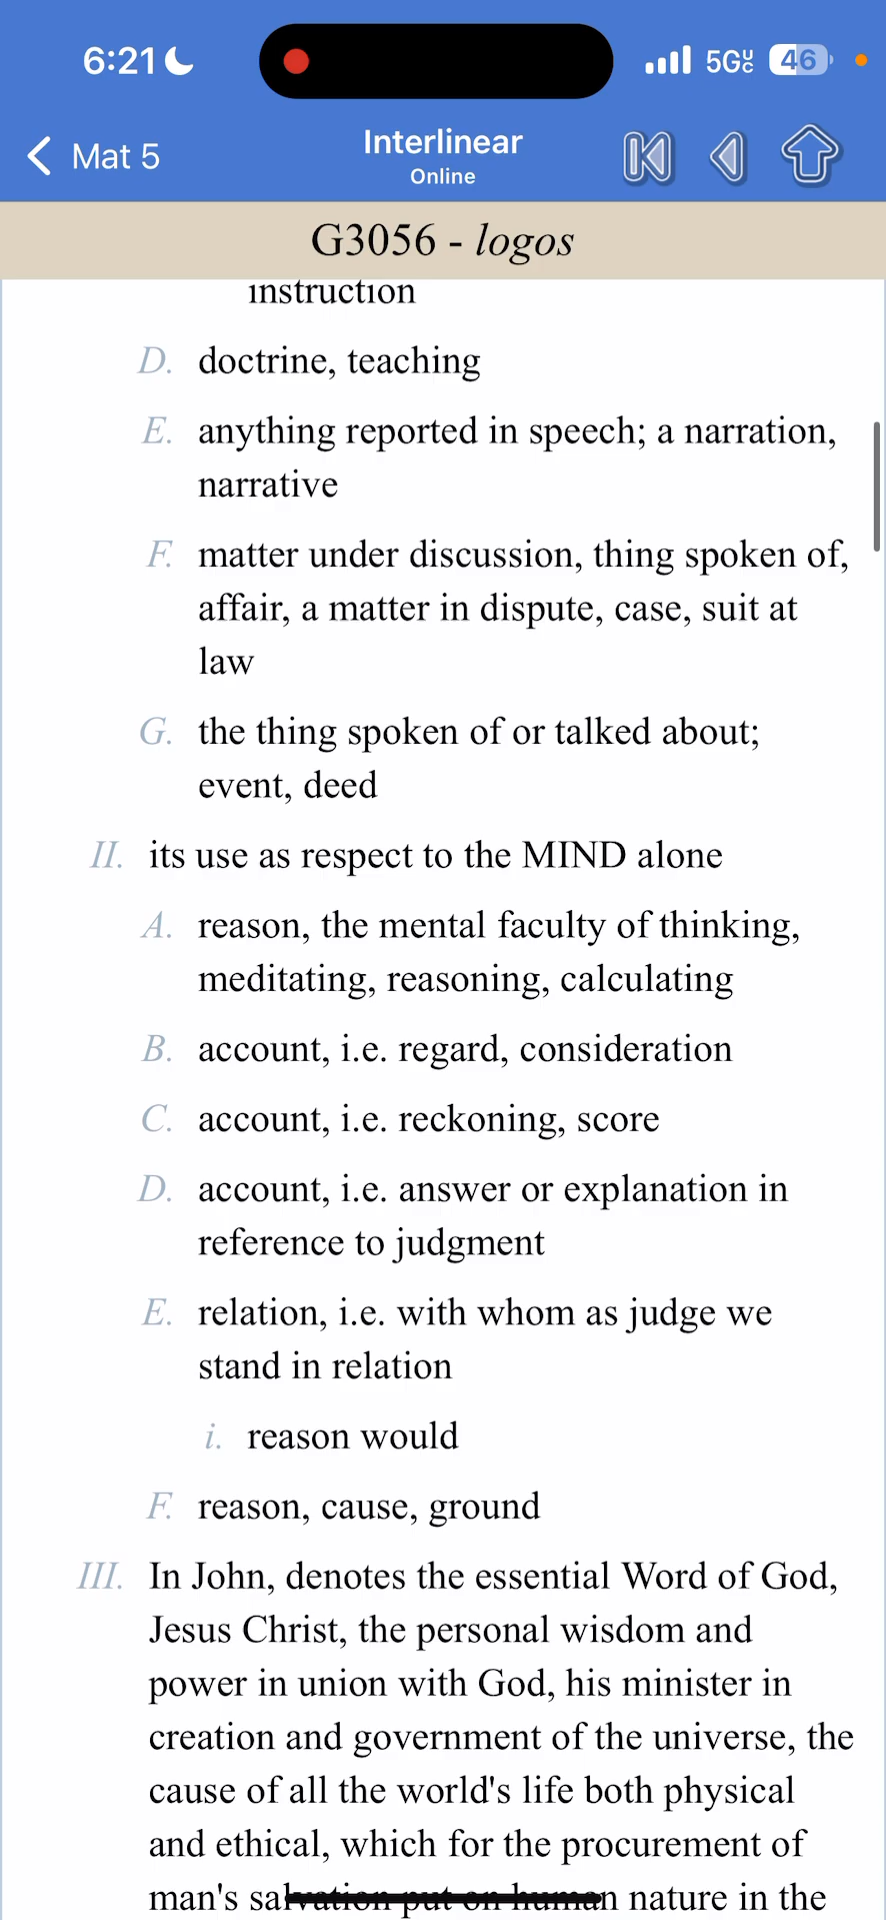 6:21
5G
46
Mat 5
Interlinear
Online
G3056 - logos
instruction
D. doctrine, teaching
E. anything reported in speech; a narration,
narrative
F. matter under discussion, thing spoken of,
affair, a matter in dispute, case, suit at
law
G. the thing spoken of or talked about;
event, deed
II. its use as respect to the MIND alone
A. reason, the mental faculty of thinking,
meditating, reasoning, calculating
B. account, i.e. regard, consideration
C. account, i.e. reckoning, score
D. account, i.e. answer or explanation in
reference to judgment
E. relation, i.e. with whom as judge we
stand in relation
i. reason would
F. reason, cause, ground
III. In John, denotes the essential Word of God,
Jesus Christ, the personal wisdom and
power in union with God, his minister in
creation and government of the universe, the
cause of all the world's life both physical
and ethical, which for the procurement of
man's salvation put on human nature in the